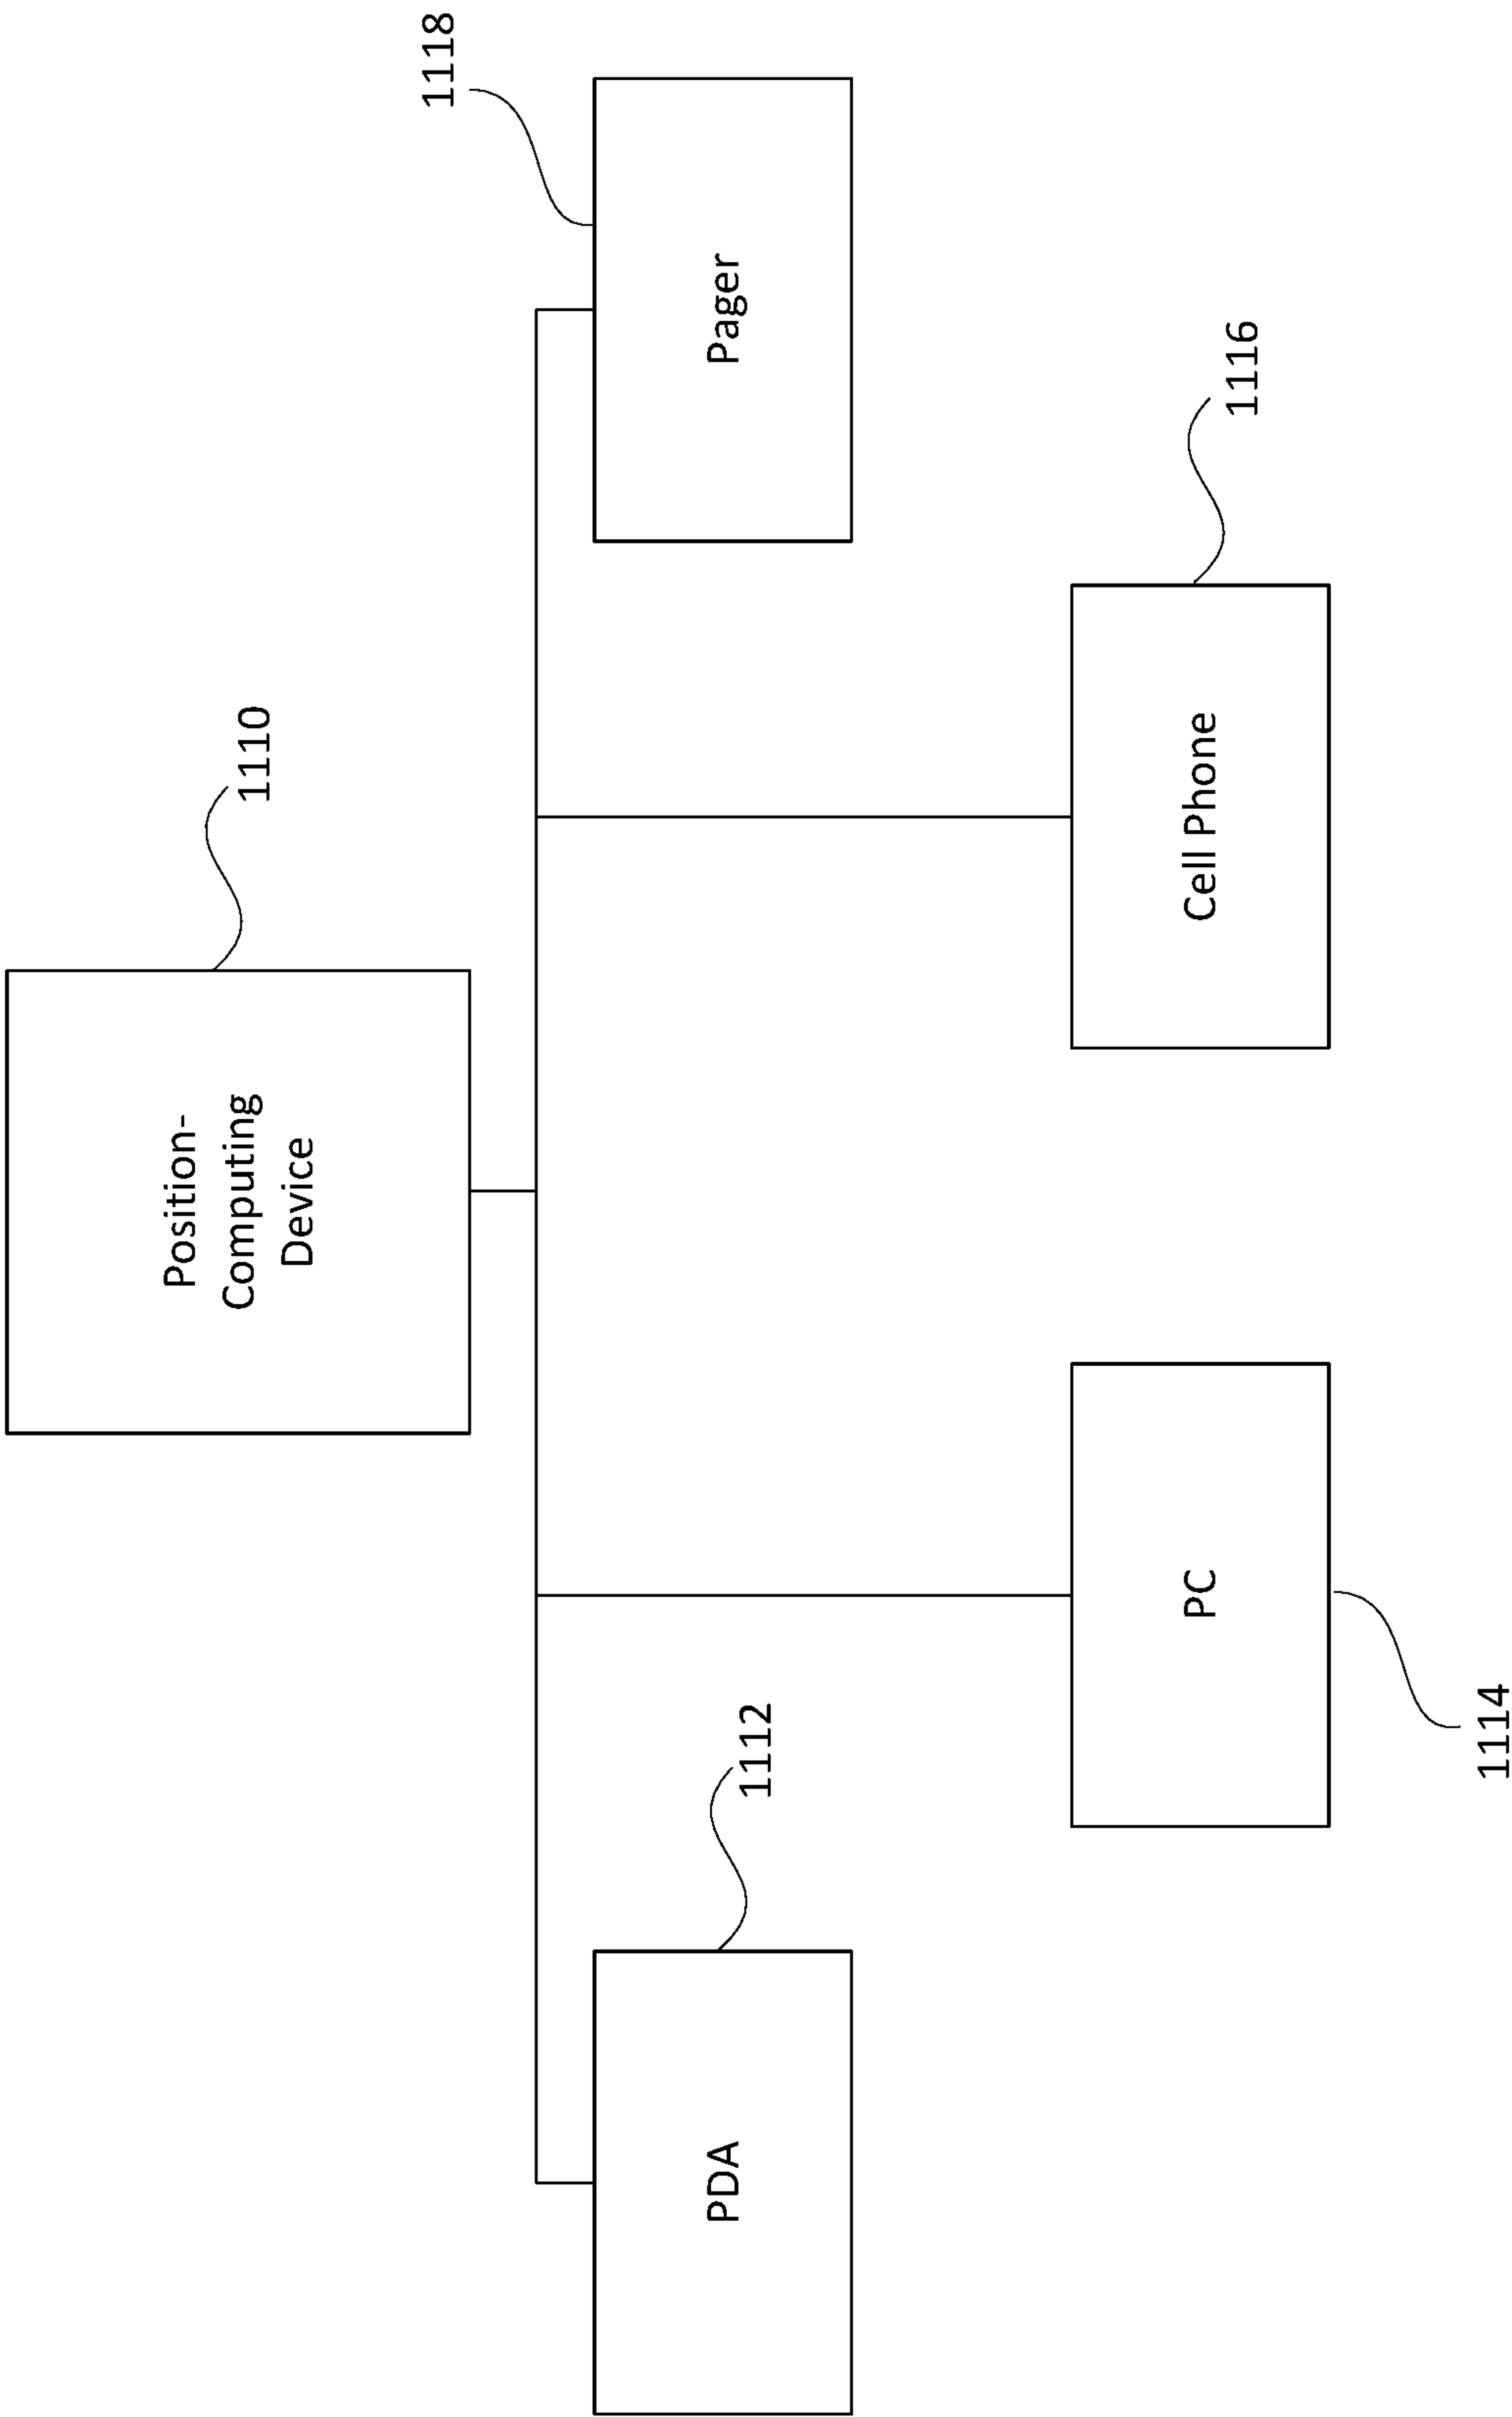 Position-
Computing
Device
1110
PDA
1112
PC
1114
Cell Phone
1116
Pager
1118